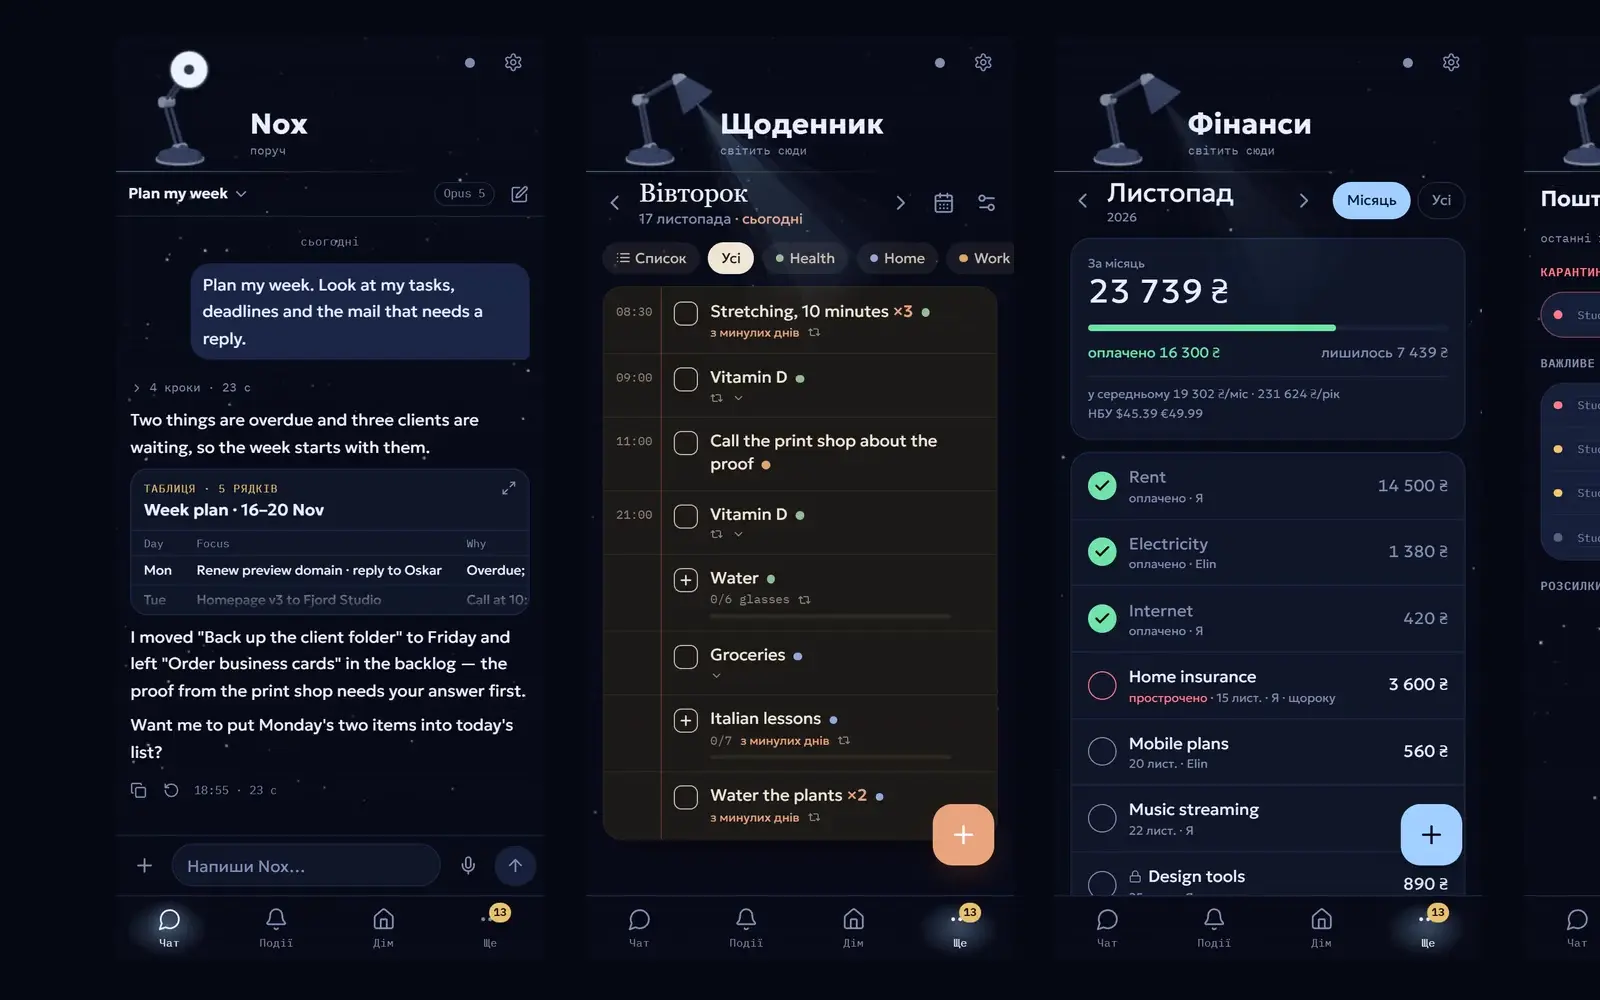 Nox
поруч
Plan my week
Opus 5
сьогодні
Plan my week. Look at my tasks,
deadlines and the mail that needs a
reply.
4 кроки · 23 с
Two things are overdue and three clients are
waiting, so the week starts with them.
ТАБЛИЦЯ · 5 РЯДКІВ
Week plan · 16–20 Nov
Day Focus Why
Mon Renew preview domain · reply to Oskar Overdue;
Tue Homepage v3 to Fjord Studio Call at 10:
I moved "Back up the client folder" to Friday and
left "Order business cards" in the backlog — the
proof from the print shop needs your answer first.
Want me to put Monday's two items into today's
list?
18:55 · 23 с
Напиши Nox...
Чат
Події
Дім
13
Ще
Щоденник
світить сюди
Вівторок
17 листопада · сьогодні
Список
Усі
Health
Home
Work
08:30 Stretching, 10 minutes ×3
з минулих днів
09:00 Vitamin D
11:00 Call the print shop about the
proof
21:00 Vitamin D
Water
0/6 glasses
Groceries
Italian lessons
0/7 з минулих днів
Water the plants ×2
з минулих днів
+
Чат
Події
Дім
13
Ще
Фінанси
світить сюди
Листопад
2026
Місяць
Усі
За місяць
23 739 ₴
оплачено 16 300 ₴ лишилось 7 439 ₴
у середньому 19 302 ₴/міс · 231 624 ₴/рік
НБУ $45.39 €49.99
Rent 14 500 ₴
оплачено · Я
Electricity 1 380 ₴
оплачено · Elin
Internet 420 ₴
оплачено · Я
Home insurance 3 600 ₴
прострочено · 15 лист. · Я · щороку
Mobile plans 560 ₴
20 лист. · Elin
Music streaming
22 лист. · Я
Design tools 890 ₴
+
Чат
Події
Дім
13
Ще
Пошт
останні
КАРАНТИН
Stu
ВАЖЛИВЕ
Stu
Stu
Stu
Stu
РОЗСИЛКИ
Чат